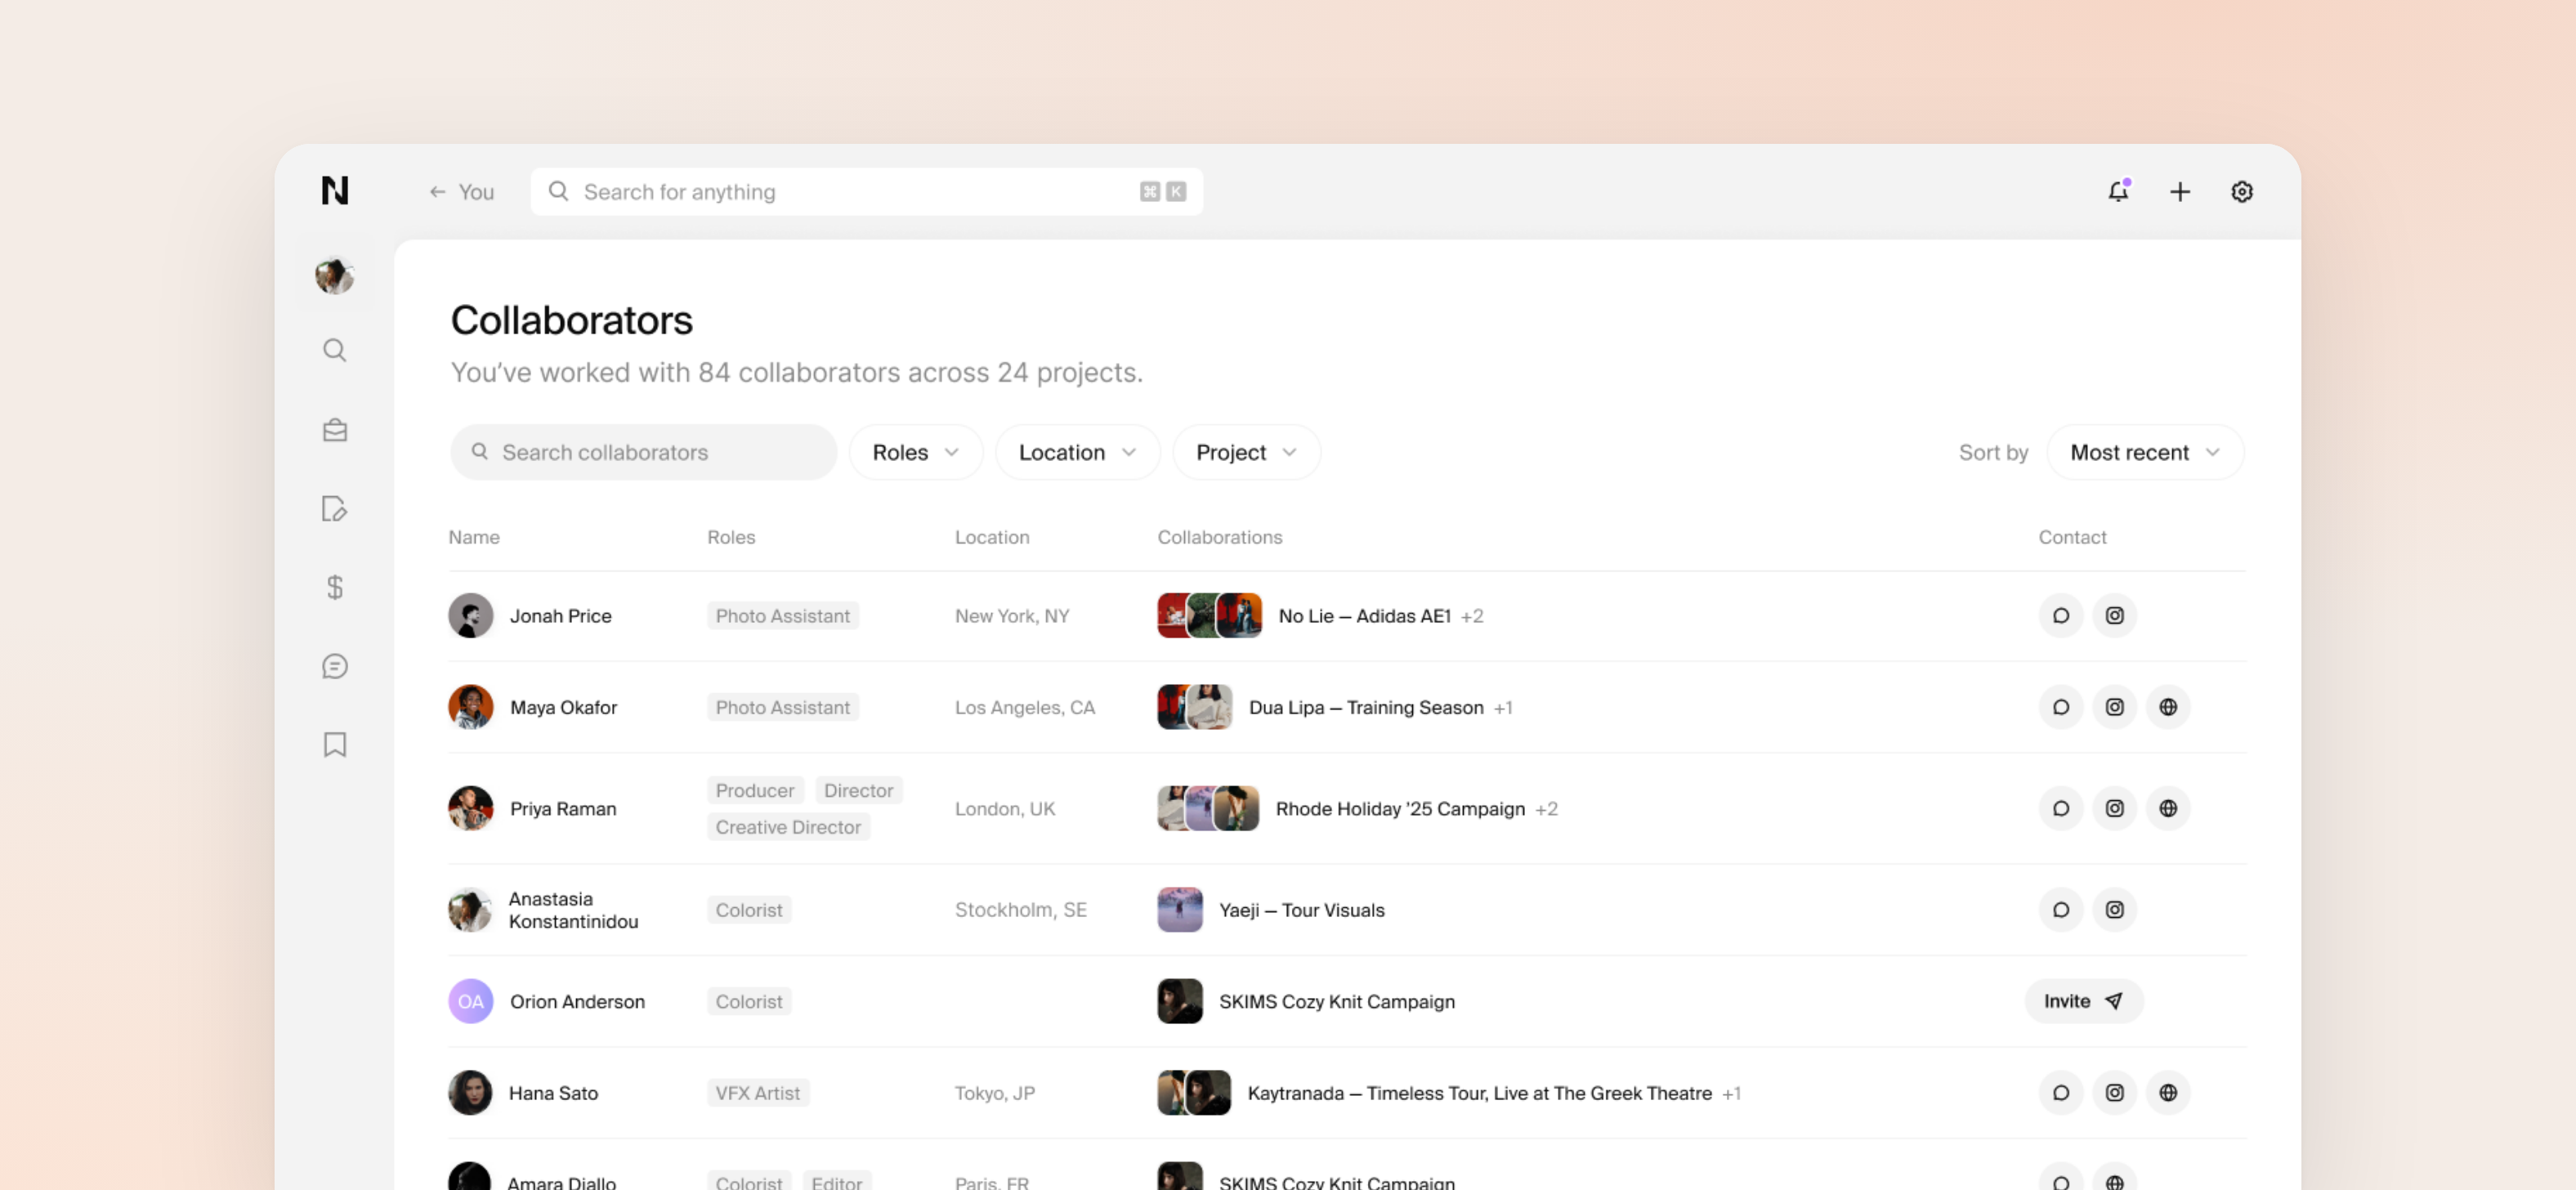 N
You
Search for anything
⌘ K
Collaborators
You’ve worked with 84 collaborators across 24 projects.
Search collaborators
Roles
Location
Project
Sort by
Most recent
Name Roles Location Collaborations Contact
Jonah Price Photo Assistant New York, NY No Lie – Adidas AE1 +2
Maya Okafor Photo Assistant Los Angeles, CA Dua Lipa – Training Season +1
Producer Director
Priya Raman London, UK Rhode Holiday ’25 Campaign +2
Creative Director
Anastasia
Konstantinidou
Colorist Stockholm, SE Yaeji – Tour Visuals
OA Orion Anderson Colorist SKIMS Cozy Knit Campaign Invite
Hana Sato VFX Artist Tokyo, JP Kaytranada – Timeless Tour, Live at The Greek Theatre +1
Amara Diallo Colorist Editor Paris, FR SKIMS Cozy Knit Campaign